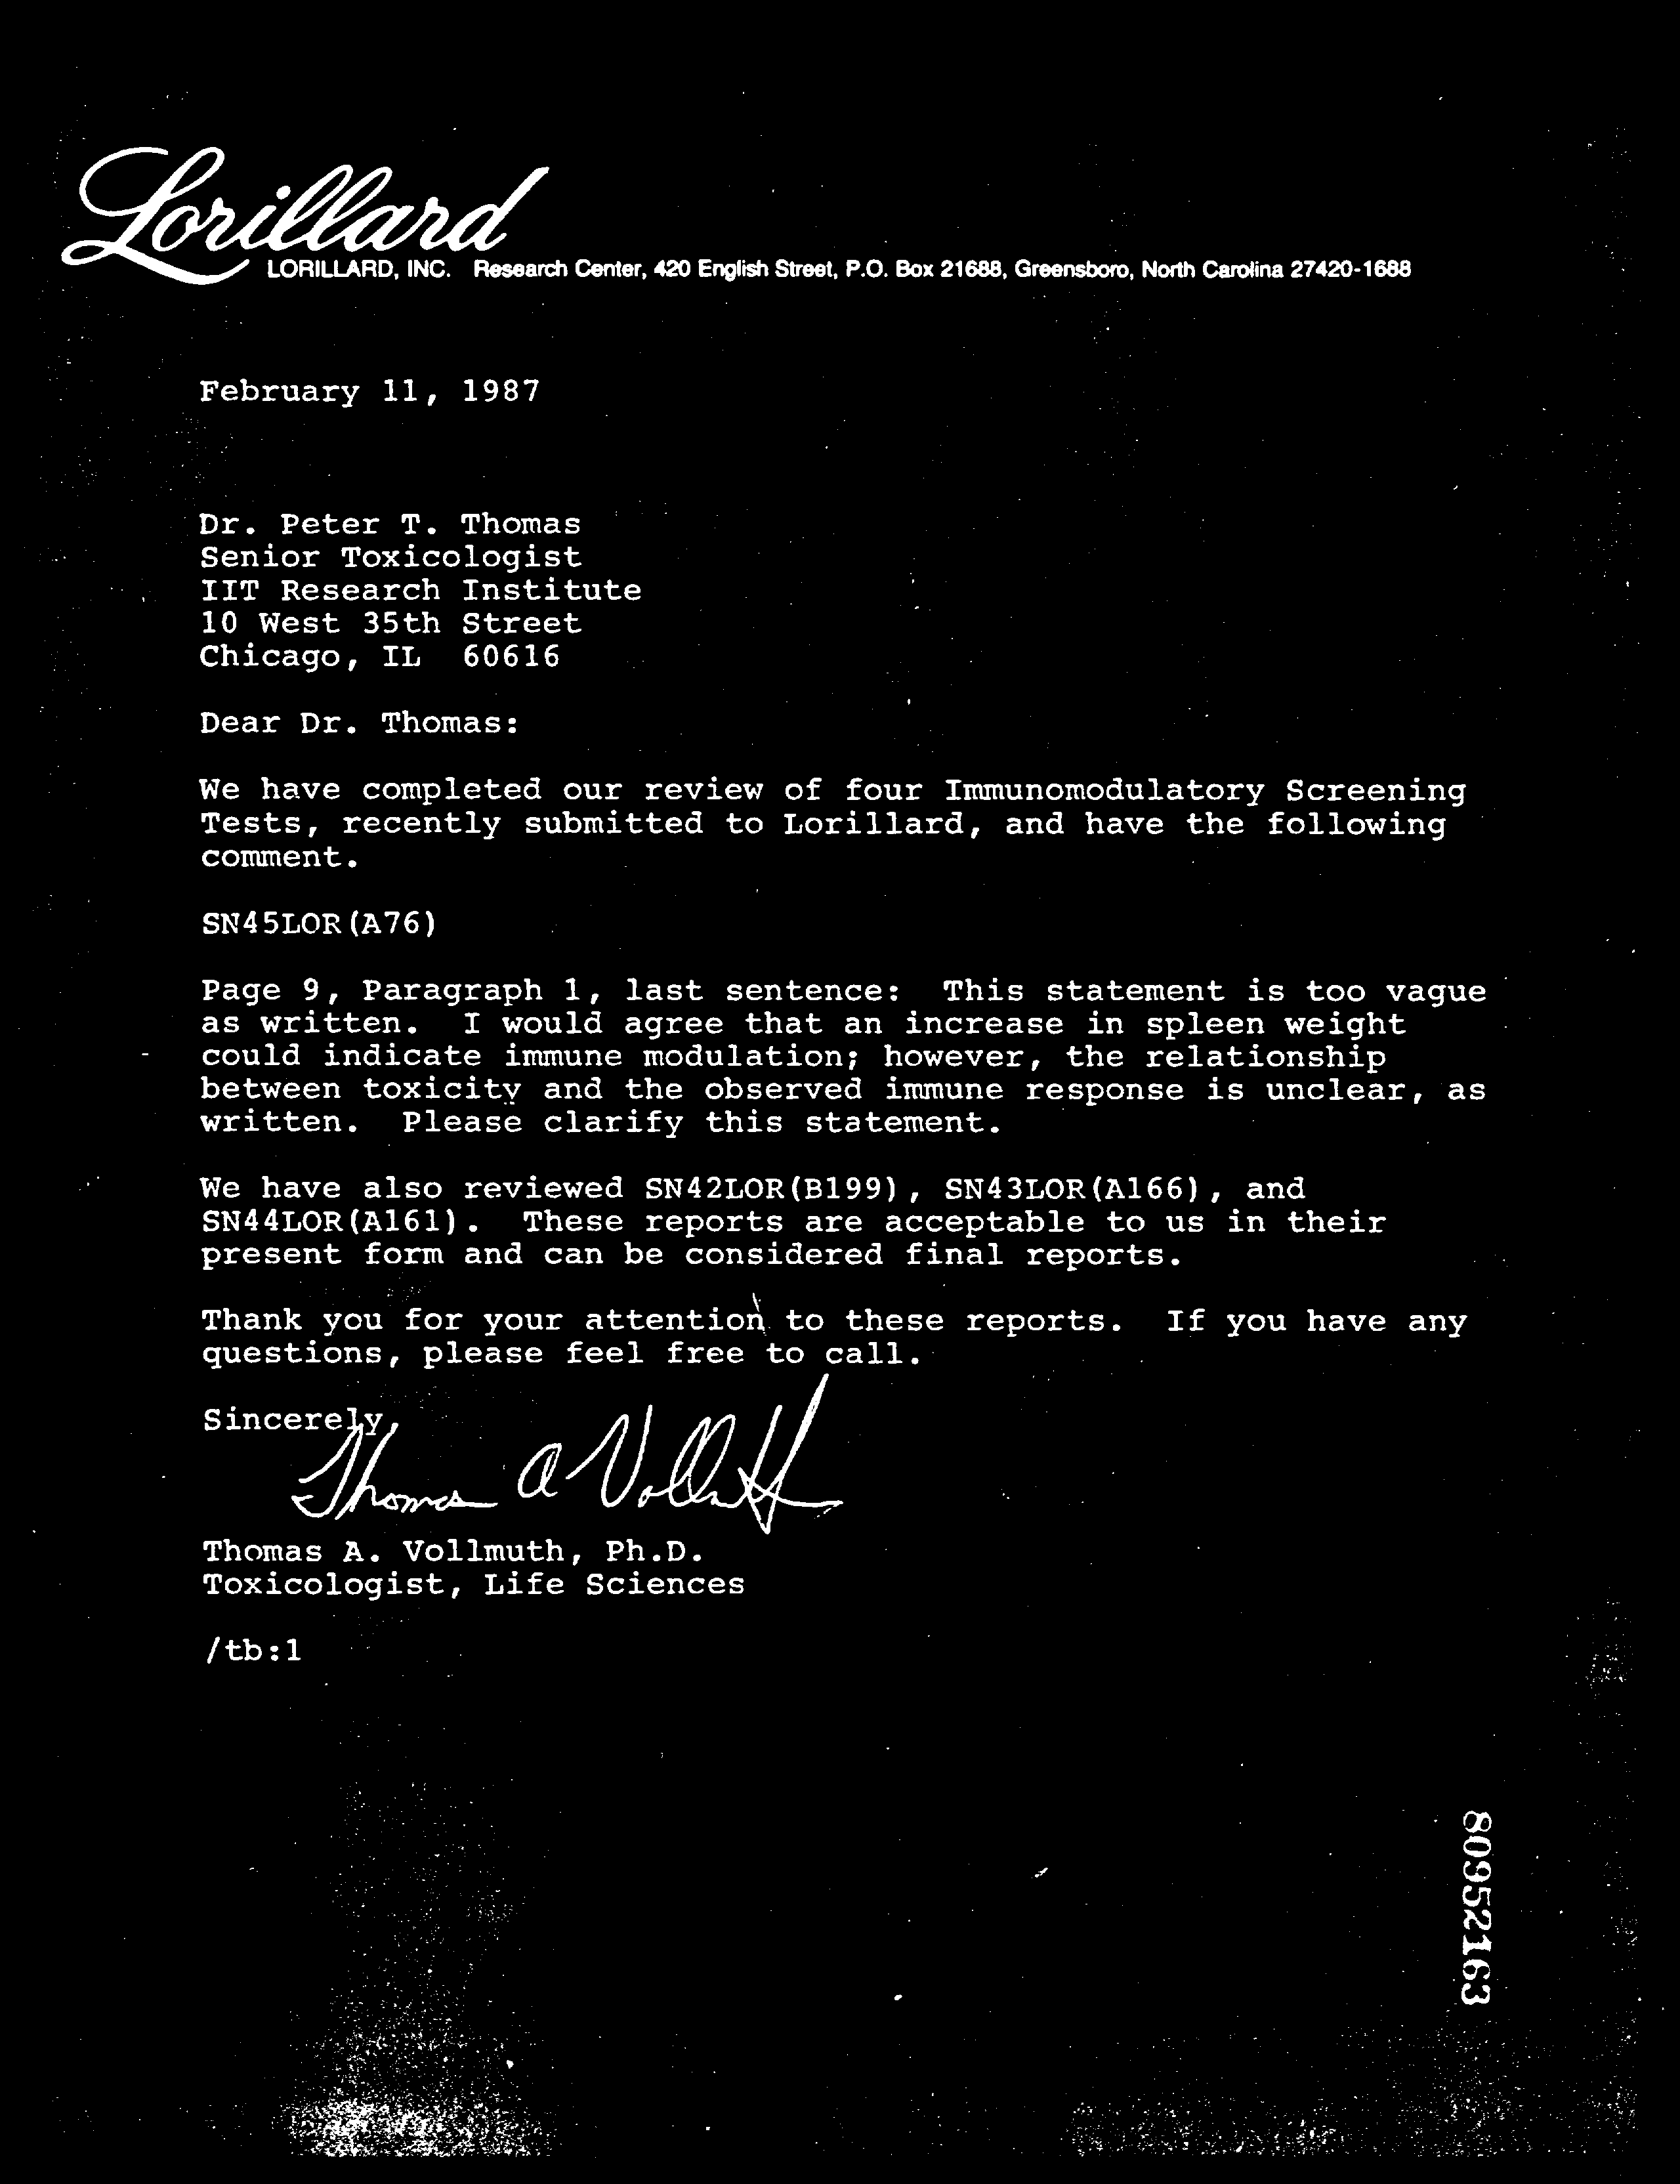 Lorillard
LORILLARD, INC. Research Center, 420 English Street, P.O. Box 21688, Greensboro, North Carolina 27420-1688
February 11, 1987
Dr. Peter T. Thomas
Senior Toxicologist
IIT Research Institute
10 West 35th Street
Chicago, IL 60616
Dear Dr. Thomas:
We have completed our review of four Immunomodulatory Screening
Tests, recently submitted to Lorillard, and have the following
comment.
SN45LOR(A76)
Page 9, Paragraph 1, last sentence: This statement is too vague
as written. I would agree that an increase in spleen weight
could indicate immune modulation; however, the relationship
between toxicity and the observed immune response is unclear, as
written. Please clarify this statement.
We have also reviewed SN42LOR(B199), SN43LOR(A166), and
SN44LOR(A161). These reports are acceptable to us in their
present form and can be considered final reports.
Thank you for your attention to these reports. If you have any
questions, please feel free to call.
Sincerely,
Thomas A Vollmuth
Thomas A. Vollmuth, Ph.D.
Toxicologist, Life Sciences
/tb:1
80952163